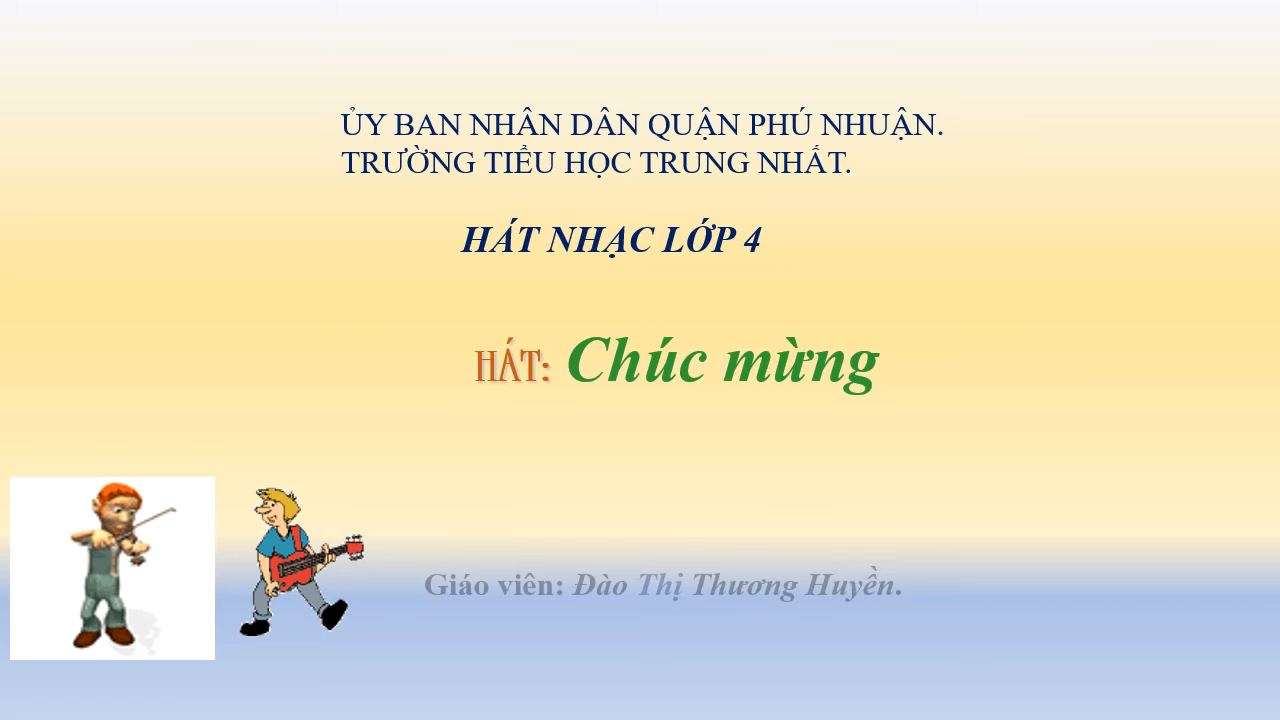 ỦY BAN NHÂN DÂN QUẬN PHÚ NHUẬN.
TRƯỜNG TIỂU HỌC TRUNG NHẤT.
HÁT NHẠC LỚP 4
HÁT: Chúc mừng
Giáo viên: Đào Thị Thương Huyền.